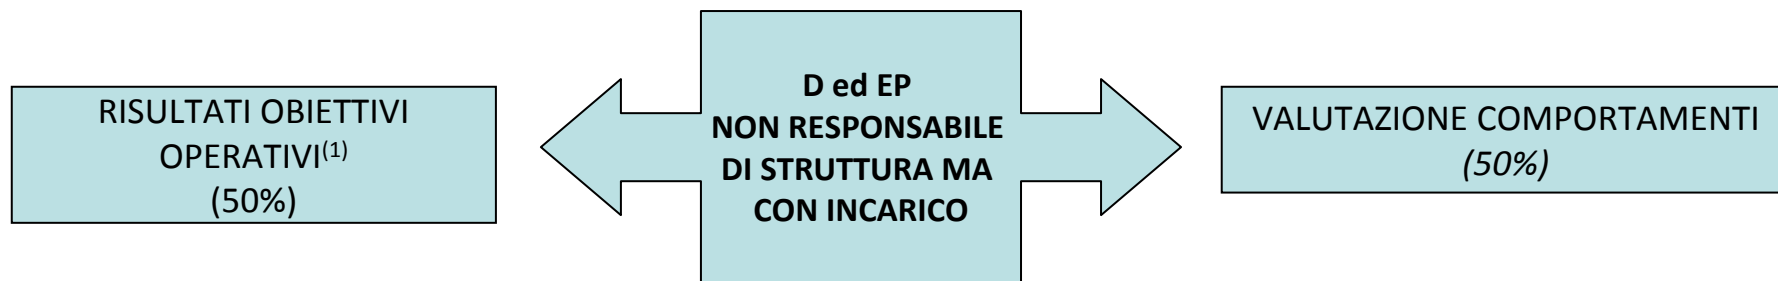 RISULTATI OBIETTIVI
OPERATIVI(1)
(50%)
D ed EP
NON RESPONSABILE
DI STRUTTURA MA
CON INCARICO
VALUTAZIONE COMPORTAMENTI
(50%)